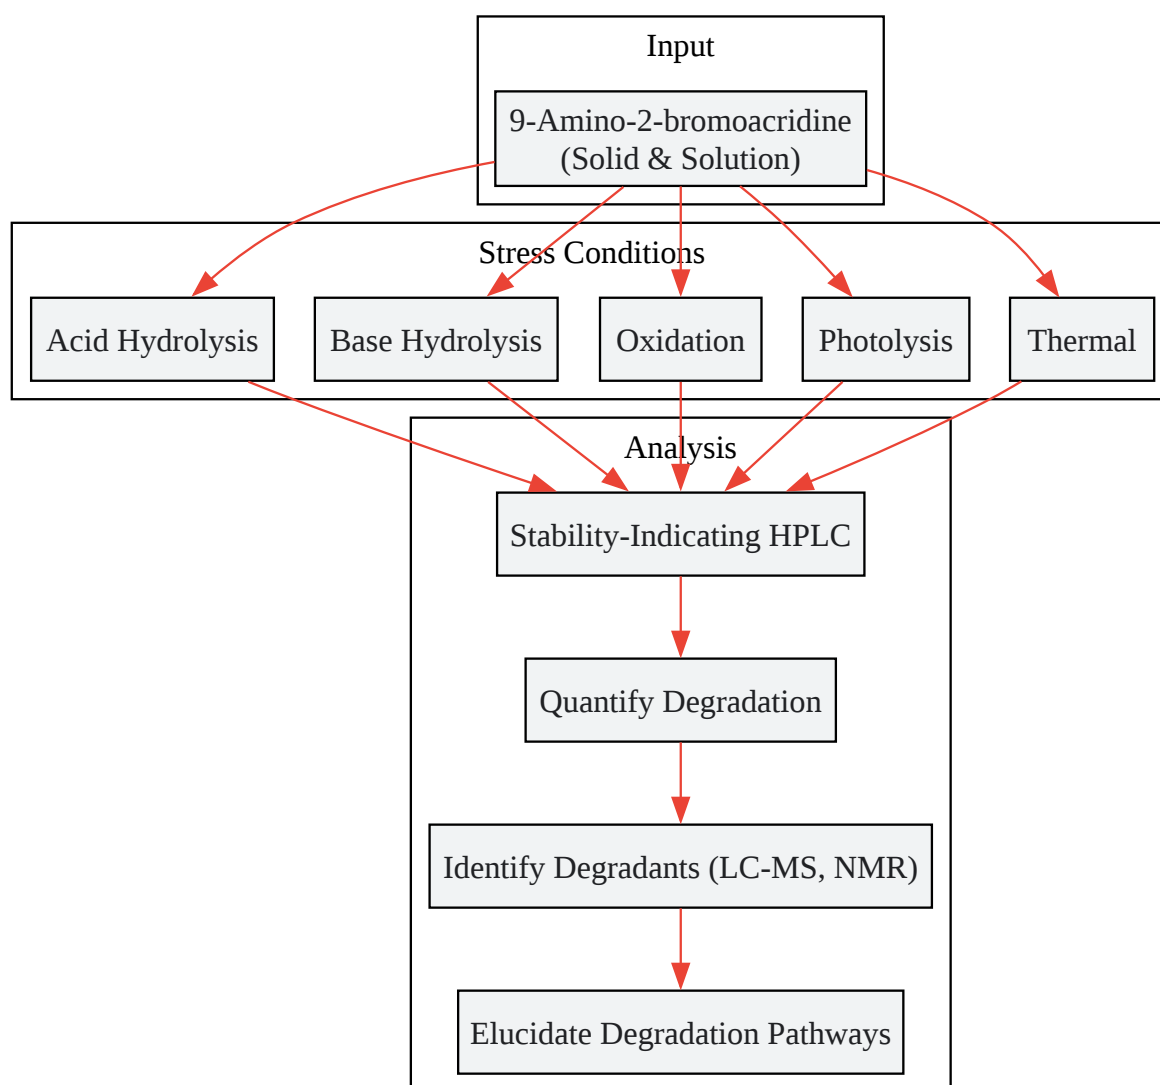 Input
9-Amino-2-bromoacridine
(Solid & Solution)
Stress Conditions
Acid Hydrolysis
Base Hydrolysis
Oxidation
Photolysis
Thermal
Analysis
Stability-Indicating HPLC
Quantify Degradation
Identify Degradants (LC-MS, NMR)
Elucidate Degradation Pathways